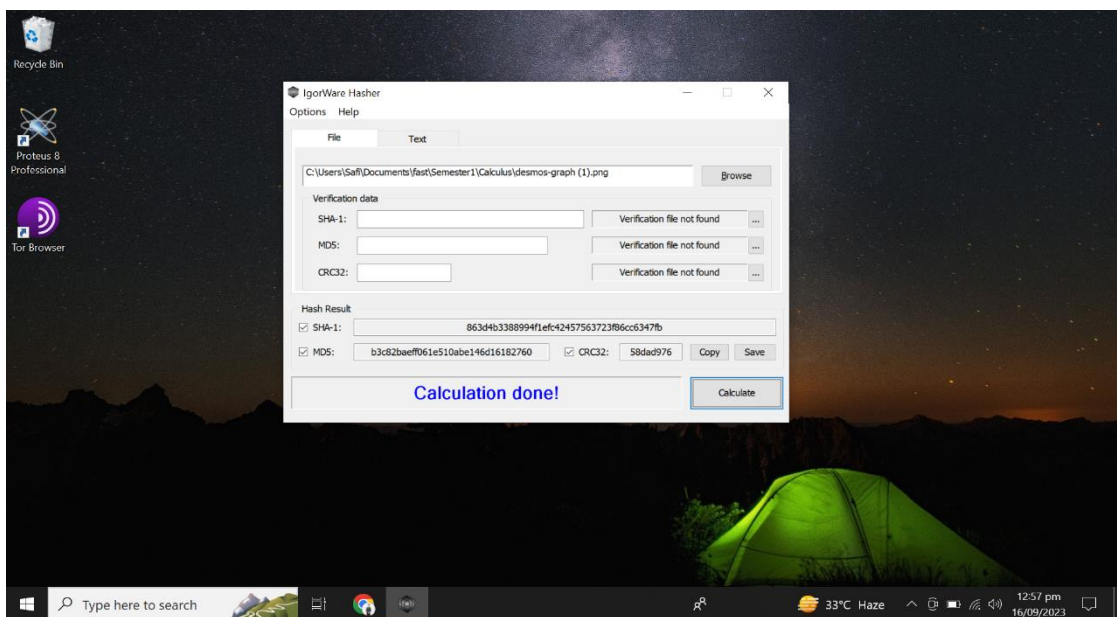 Recycle Bin
Proteus 8
Professional
Tor Browser
IgorWare Hasher
Options Help
File Text
C:\Users\Safi\Documents\fast\Semester1\Calculus\desmos-graph (1).png Browse
Verification data
SHA-1: Verification file not found ...
MD5: Verification file not found ...
CRC32: Verification file not found ...
Hash Result
SHA-1: 863d4b3388994f1efc42457563723f86cc6347fb
MD5: b3c82baeff061e510abe146d16182760 CRC32: 58dad976 Copy Save
Calculation done! Calculate
Type here to search 33°C Haze 12:57 pm
16/09/2023